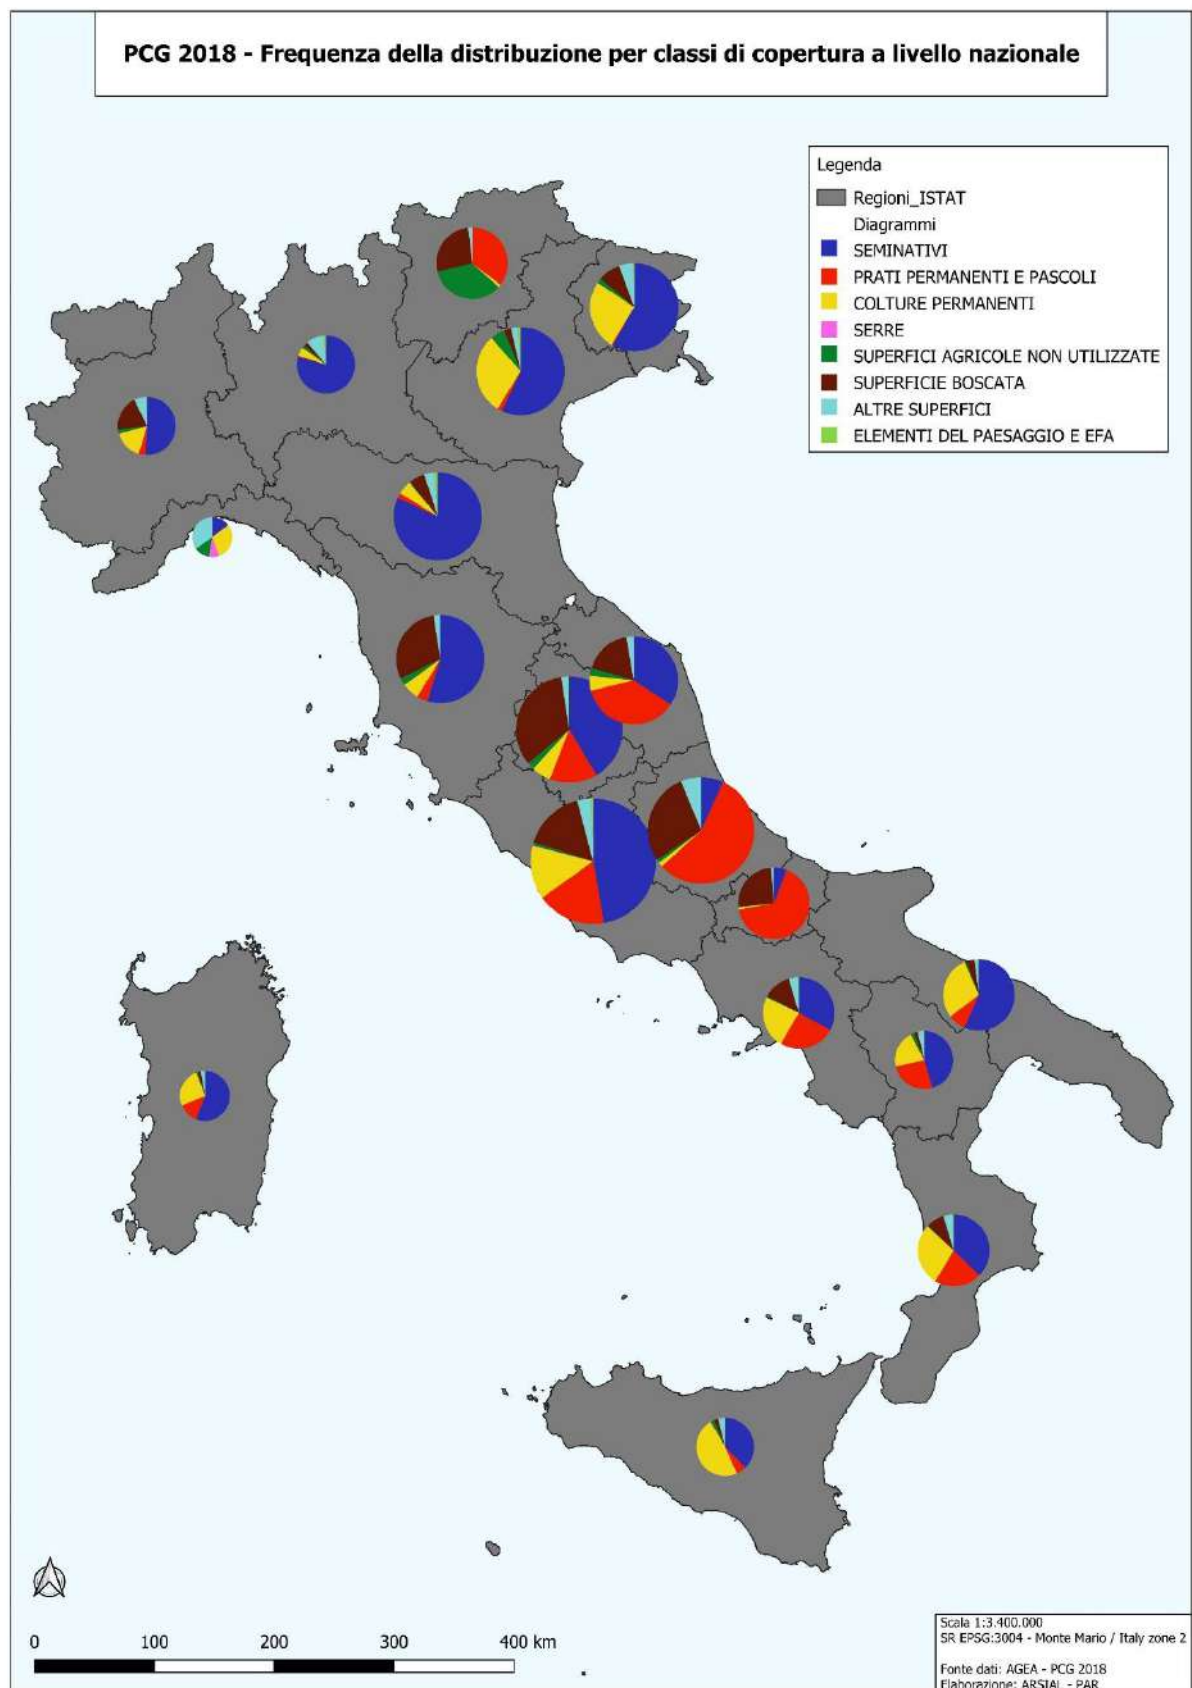 PCG 2018 - Frequenza della distribuzione per classi di copertura a livello nazionale
Legenda
Regioni_ISTAT
Diagrammi
SEMINATIVI
PRATI PERMANENTI E PASCOLI
COLTURE PERMANENTI
SERRE
SUPERFICI AGRICOLE NON UTILIZZATE
SUPERFICIE BOSCATA
ALTRE SUPERFICI
ELEMENTI DEL PAESAGGIO E EFA
0 100 200 300 400 km
Scala 1:3.400.000
SR EPSG:3004 - Monte Mario / Italy zone 2
Fonte dati: AGEA - PCG 2018
Elaborazione: ARSIAL - PAR